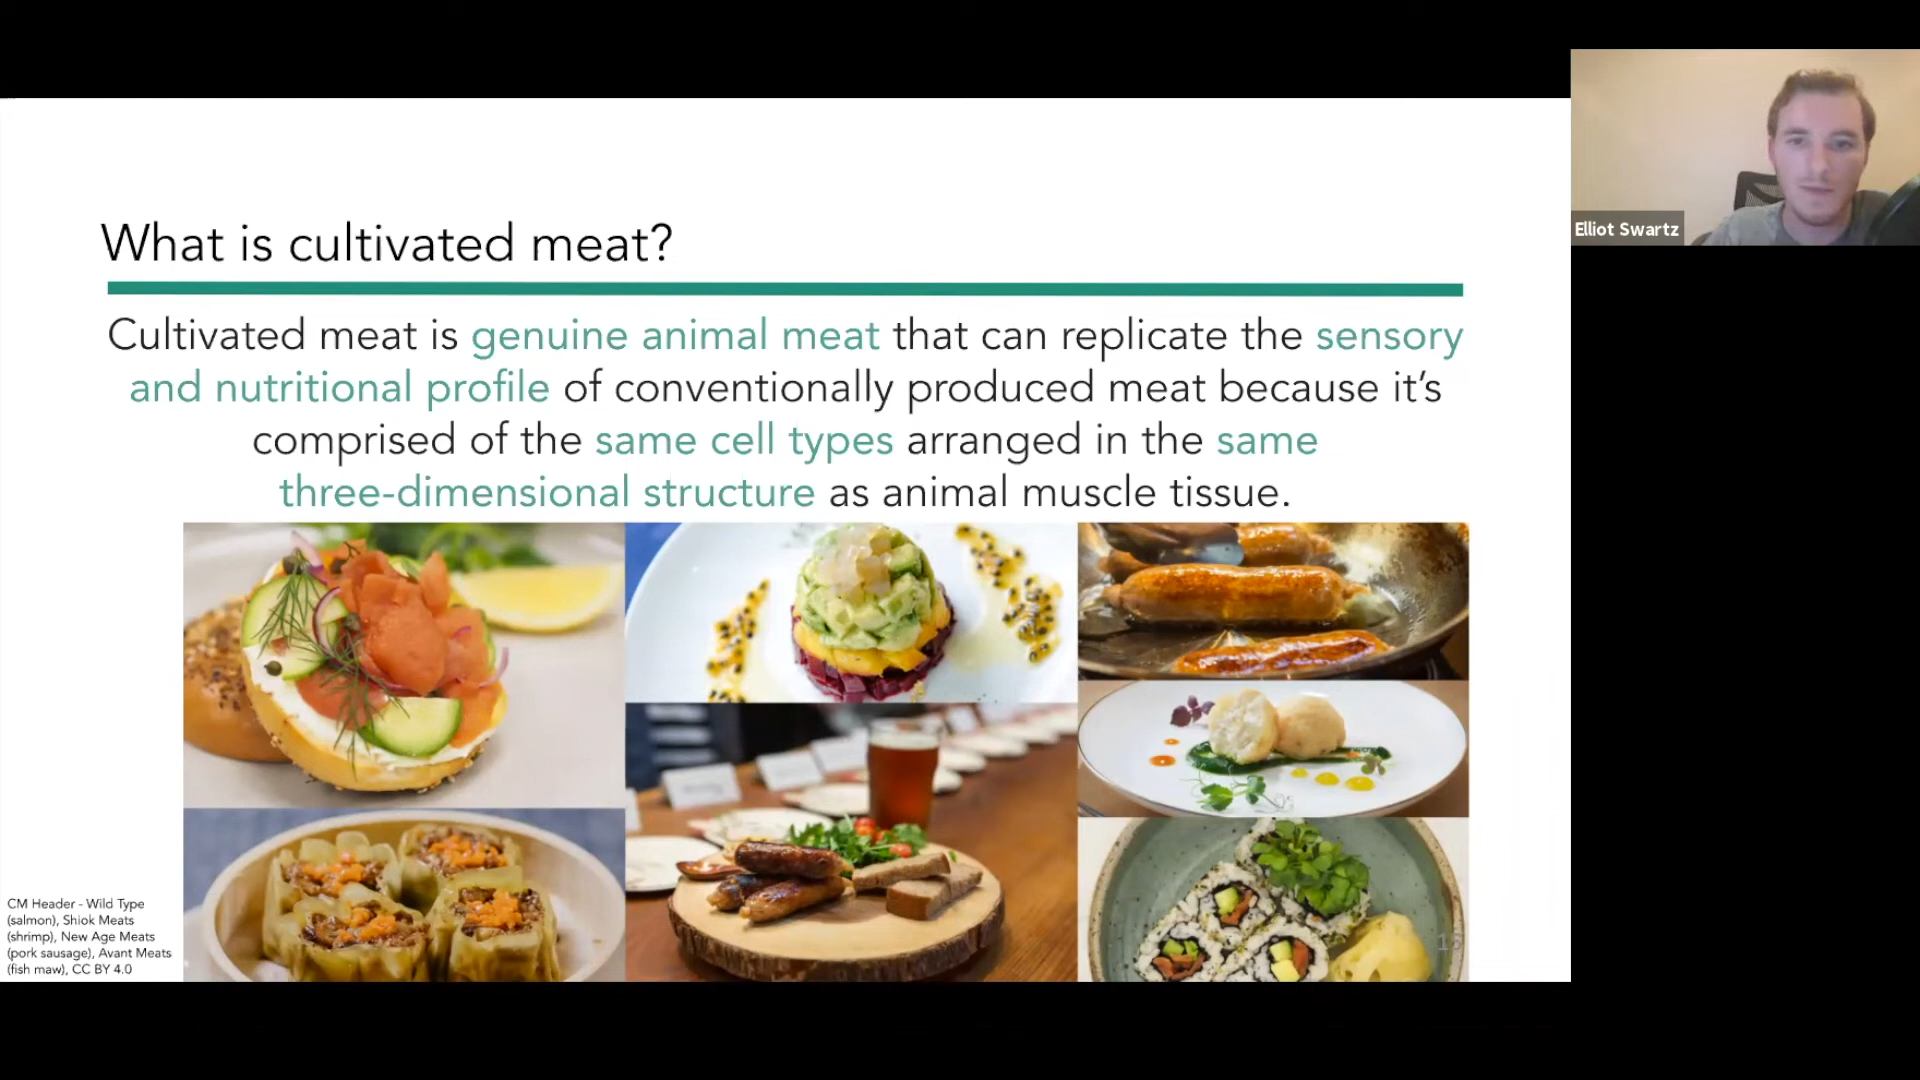 What is cultivated meat?
Cultivated meat is genuine animal meat that can replicate the sensory
and nutritional profile of conventionally produced meat because it’s
comprised of the same cell types arranged in the same
three-dimensional structure as animal muscle tissue.
CM Header - Wild Type
(salmon), Shiok Meats
(shrimp), New Age Meats
(pork sausage), Avant Meats
(fish maw), CC BY 4.0
Elliot Swartz